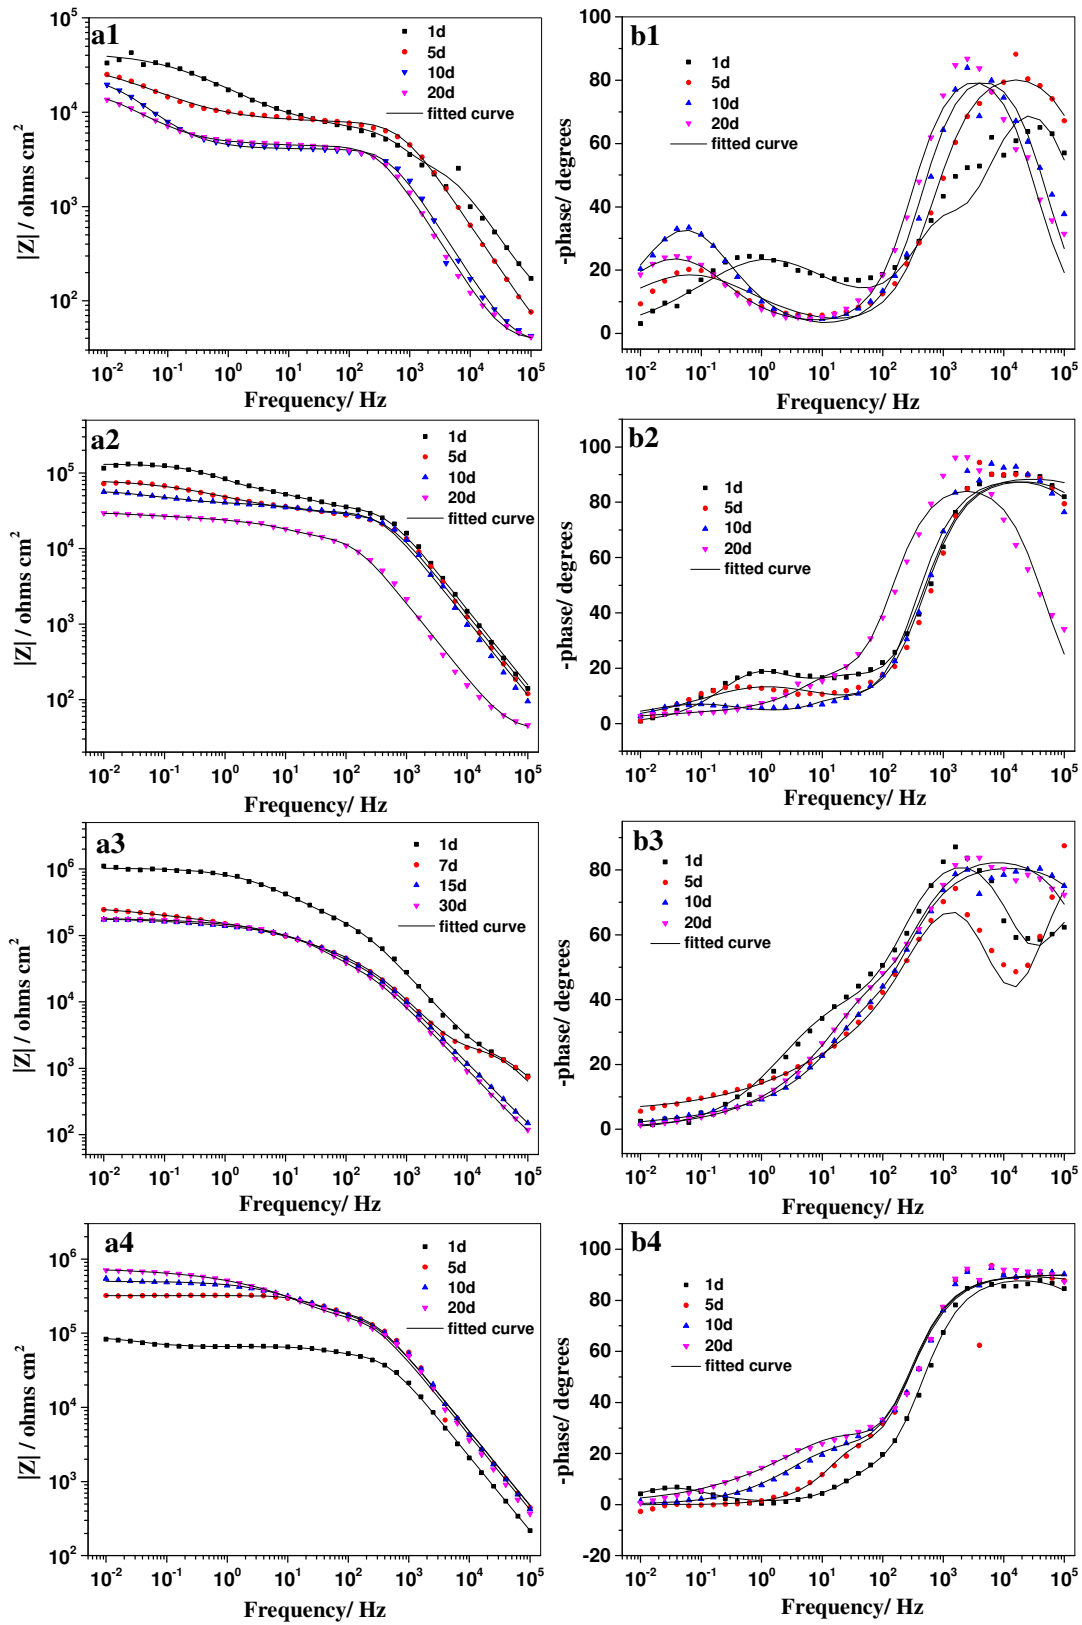 a1
1d
5d
10d
20d
fitted curve
10^5
10^4
10^3
10^2
|Z| / ohms cm^2
10^-2 10^-1 10^0 10^1 10^2 10^3 10^4 10^5
Frequency/ Hz
b1
1d
5d
10d
20d
fitted curve
100
80
60
40
20
0
-phase/ degrees
10^-2 10^-1 10^0 10^1 10^2 10^3 10^4 10^5
Frequency/ Hz
a2
1d
5d
10d
20d
fitted curve
10^5
10^4
10^3
10^2
|Z| / ohms cm^2
10^-2 10^-1 10^0 10^1 10^2 10^3 10^4 10^5
Frequency/ Hz
b2
1d
5d
10d
20d
fitted curve
100
80
60
40
20
0
-phase/ degrees
10^-2 10^-1 10^0 10^1 10^2 10^3 10^4 10^5
Frequency/ Hz
a3
1d
7d
15d
30d
fitted curve
10^6
10^5
10^4
10^3
10^2
|Z| / ohms cm^2
10^-2 10^-1 10^0 10^1 10^2 10^3 10^4 10^5
Frequency/ Hz
b3
1d
5d
10d
20d
fitted curve
80
60
40
20
0
-phase/ degrees
10^-2 10^-1 10^0 10^1 10^2 10^3 10^4 10^5
Frequency/ Hz
a4
1d
5d
10d
20d
fitted curve
10^6
10^5
10^4
10^3
10^2
|Z| / ohms cm^2
10^-2 10^-1 10^0 10^1 10^2 10^3 10^4 10^5
Frequency/ Hz
b4
1d
5d
10d
20d
fitted curve
100
80
60
40
20
0
-20
-phase/ degrees
10^-2 10^-1 10^0 10^1 10^2 10^3 10^4 10^5
Frequency/ Hz